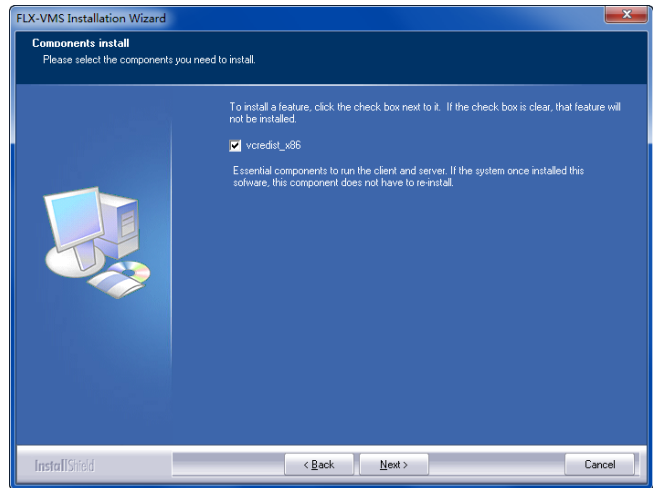 FLX-VMS Installation Wizard
Components install
Please select the components you need to install.
To install a feature, click the check box next to it. If the check box is clear, that feature will
not be installed.
vcredist_x86
Essential components to run the client and server. If the system once installed this
sofware, this component does not have to re-install.
InstallShield
< Back
Next >
Cancel